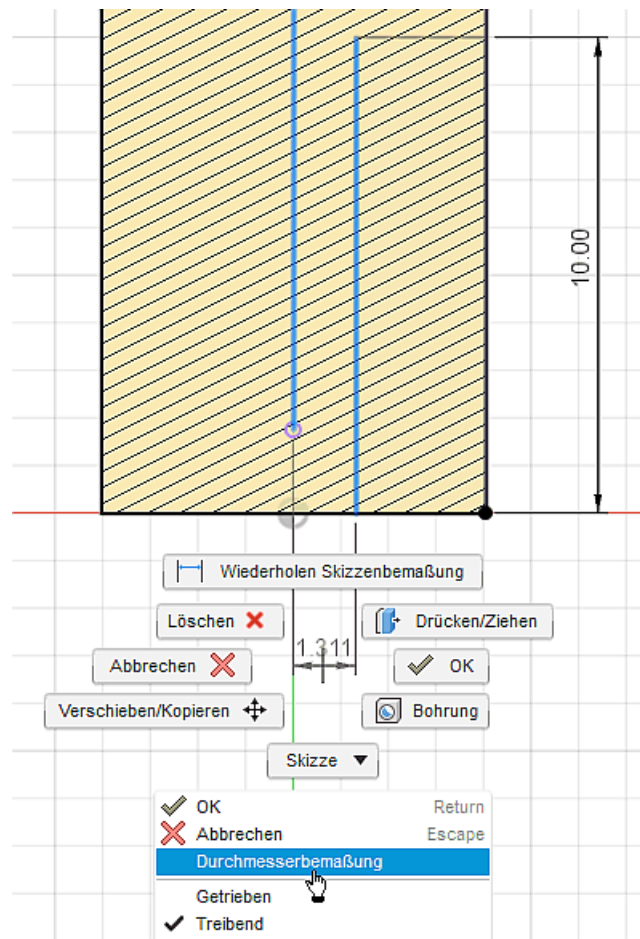 10.00
Wiederholen Skizzenbemaßung
Löschen
Drücken/Ziehen
1.311
Abbrechen
OK
Verschieben/Kopieren
Bohrung
Skizze
OK Return
Abbrechen Escape
Durchmesserbemaßung
Getrieben
Treibend